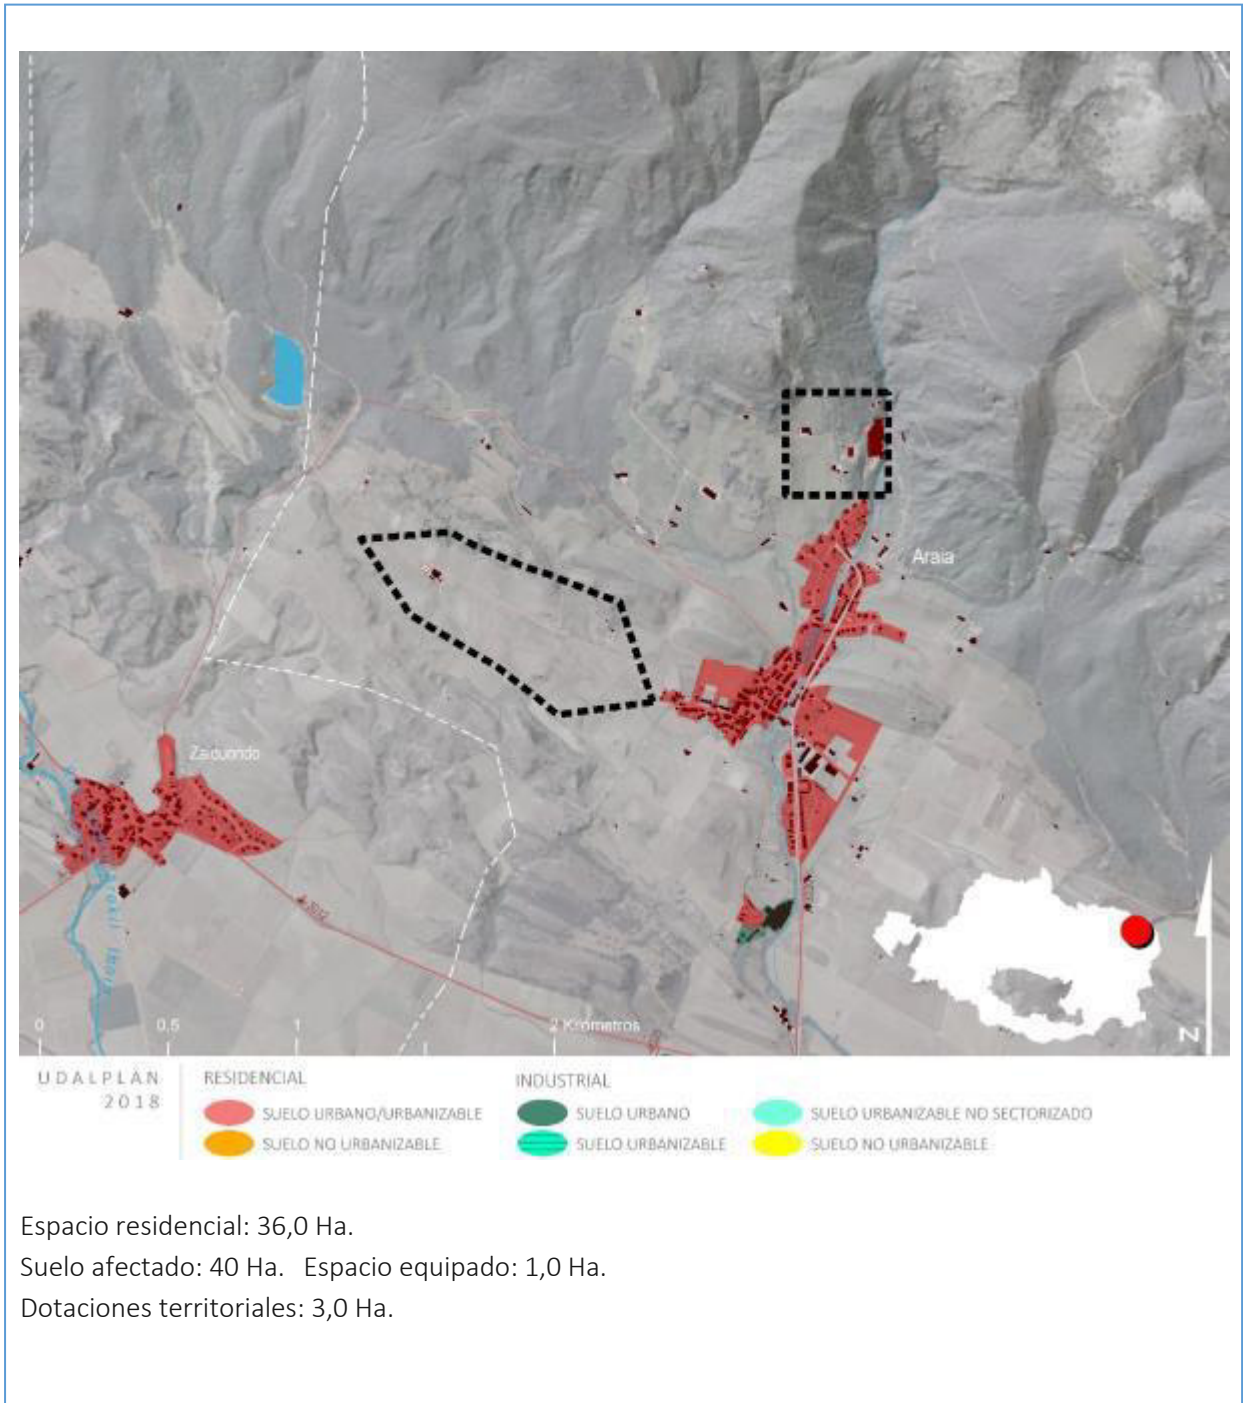 Araia
Zalduondo
A-3012
0 0,5 1 2 Kilómetros
N
UDALPLAN
2018
RESIDENCIAL
SUELO URBANO/URBANIZABLE
SUELO NO URBANIZABLE
INDUSTRIAL
SUELO URBANO
SUELO URBANIZABLE
SUELO URBANIZABLE NO SECTORIZADO
SUELO NO URBANIZABLE
Espacio residencial: 36,0 Ha.
Suelo afectado: 40 Ha. Espacio equipado: 1,0 Ha.
Dotaciones territoriales: 3,0 Ha.